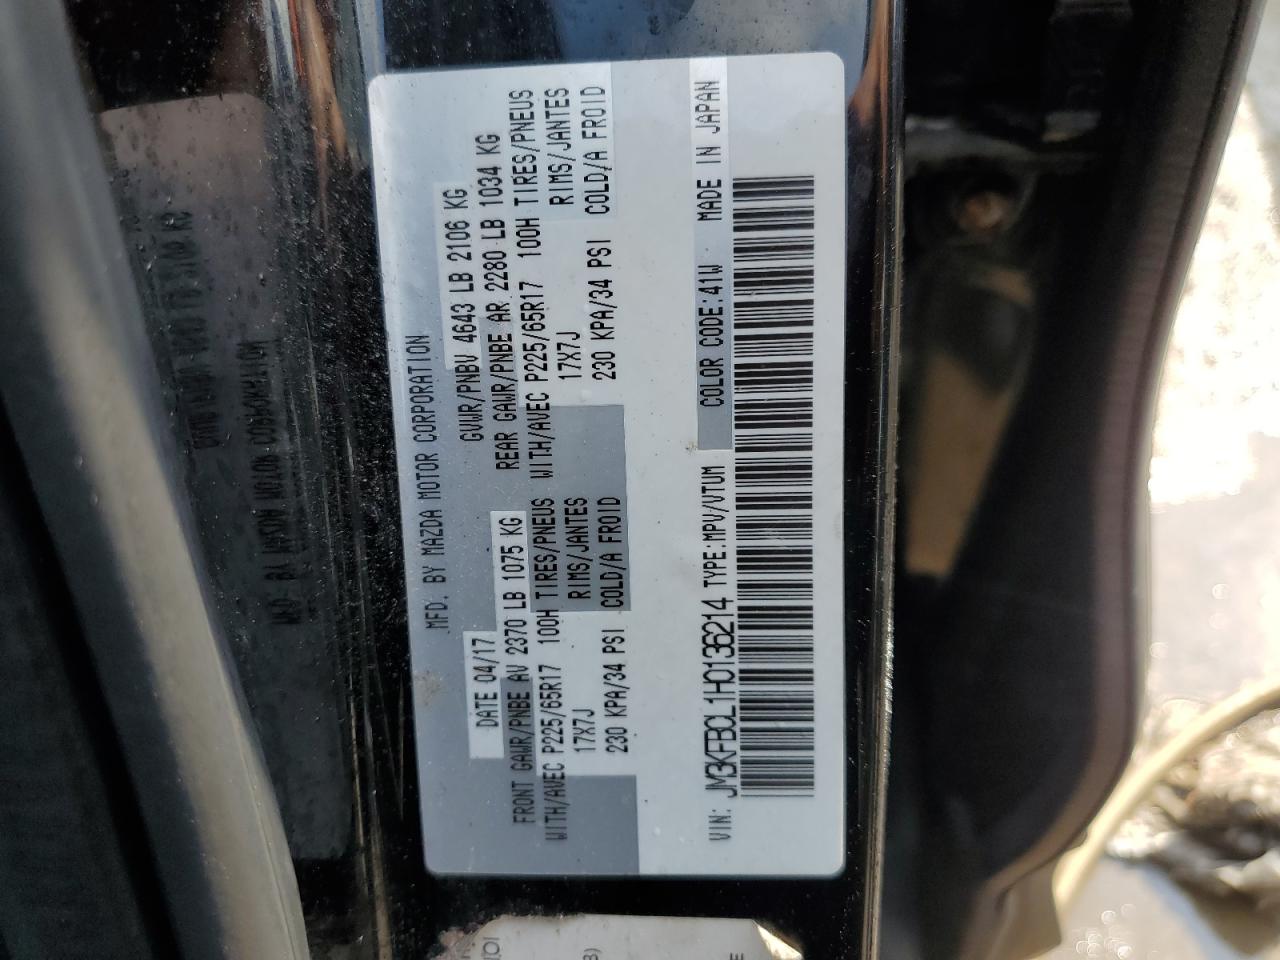 MFD. BY MAZDA MOTOR CORPORATION
DATE 04/17 GVWR/PNBV 4643 LB 2106 KG
FRONT GAWR/PNBE AV 2370 LB 1075 KG REAR GAWR/PNBE AR 2280 LB 1034 KG
WITH/AVEC P225/65R17 100H TIRES/PNEUS WITH/AVEC P225/65R17 100H TIRES/PNEUS
17X7J RIMS/JANTES 17X7J RIMS/JANTES
230 KPA/34 PSI COLD/A FROID 230 KPA/34 PSI COLD/A FROID
VIN: JM3KFBCL1H0136214 TYPE:MPV/VTUM COLOR CODE:41W MADE IN JAPAN